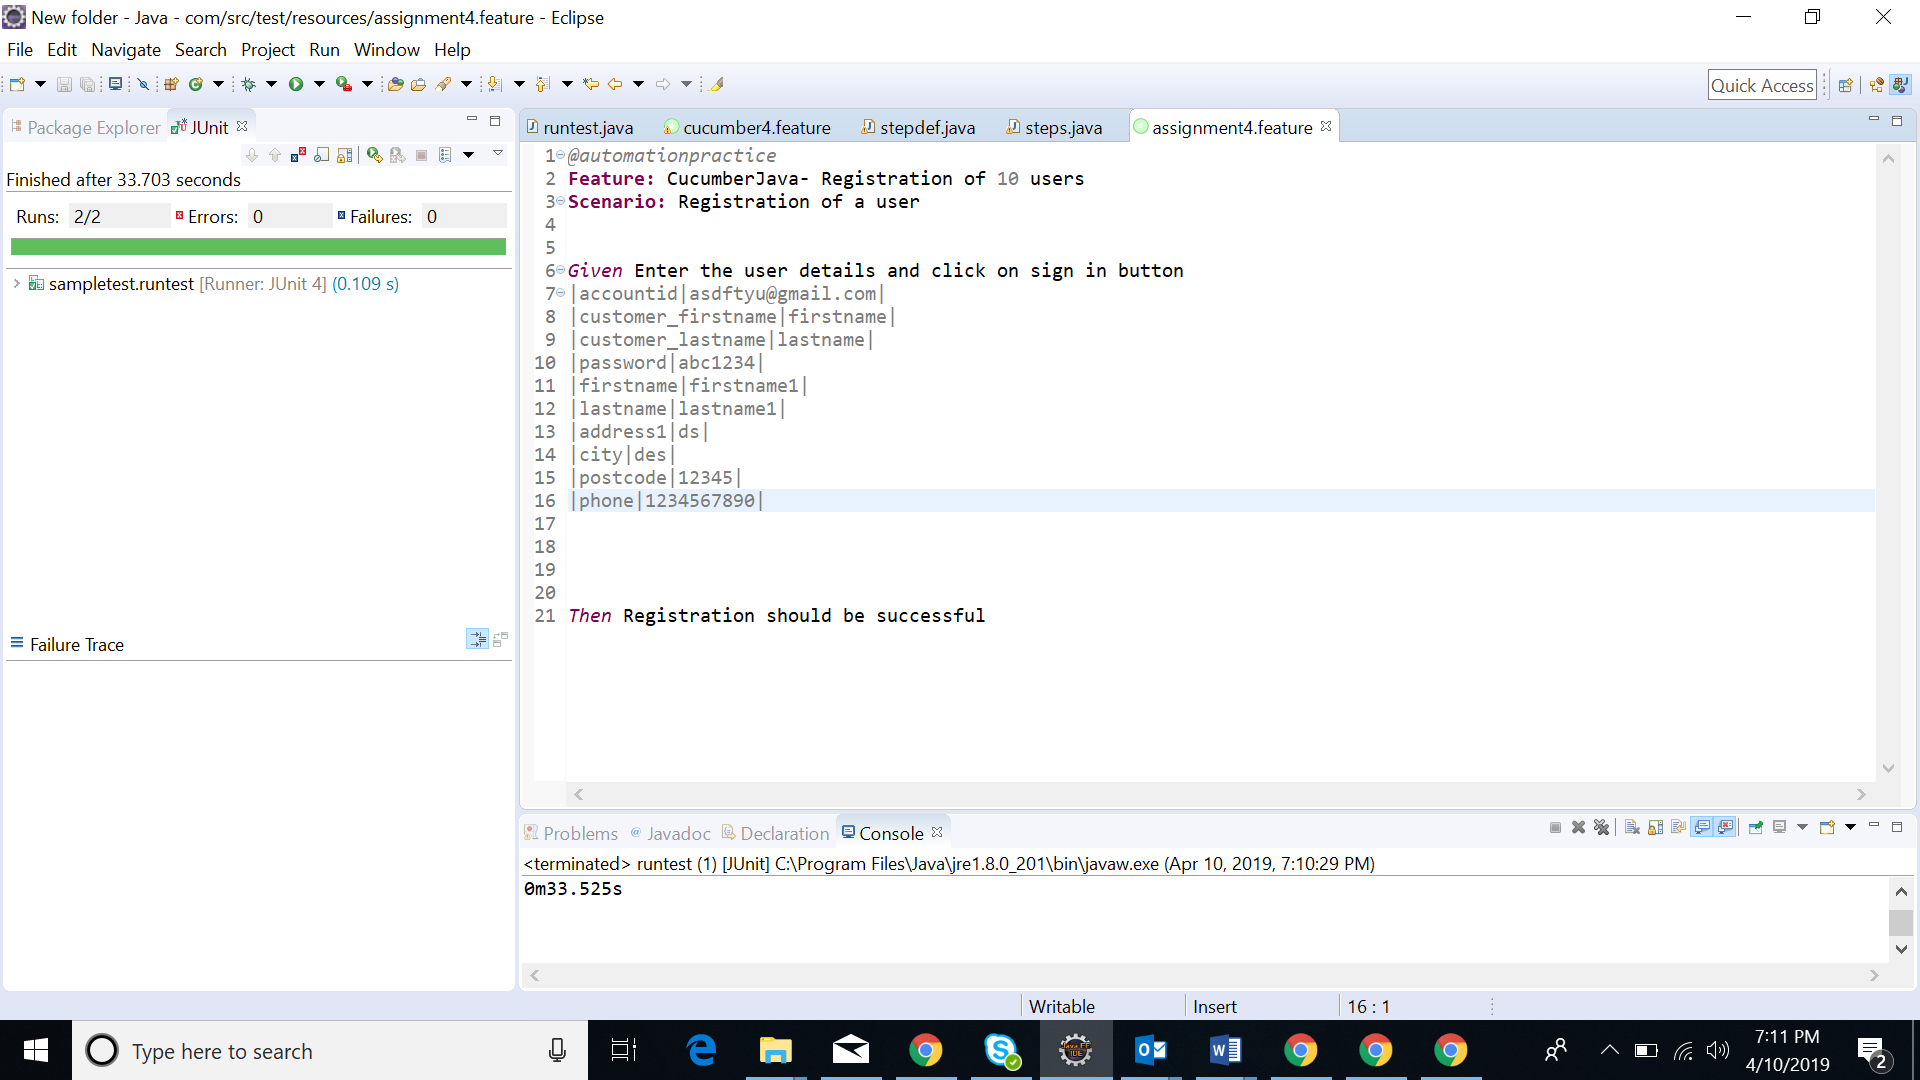 New folder - Java - com/src/test/resources/assignment4.feature - Eclipse
File Edit Navigate Search Project Run Window Help
Quick Access
Package Explorer JUnit
Finished after 33.703 seconds
Runs: 2/2 Errors: 0 Failures: 0
sampletest.runtest [Runner: JUnit 4] (0.109 s)
Failure Trace
runtest.java cucumber4.feature stepdef.java steps.java assignment4.feature
1 @automationpractice
2 Feature: CucumberJava- Registration of 10 users
3 Scenario: Registration of a user
4
5
6 Given Enter the user details and click on sign in button
7 |accountid|asdftyu@gmail.com|
8 |customer_firstname|firstname|
9 |customer_lastname|lastname|
10 |password|abc1234|
11 |firstname|firstname1|
12 |lastname|lastname1|
13 |address1|ds|
14 |city|des|
15 |postcode|12345|
16 |phone|1234567890|
17
18
19
20
21 Then Registration should be successful
Problems @ Javadoc Declaration Console
<terminated> runtest (1) [JUnit] C:\Program Files\Java\jre1.8.0_201\bin\javaw.exe (Apr 10, 2019, 7:10:29 PM)
0m33.525s
Writable Insert 16 : 1
Type here to search
7:11 PM
4/10/2019
2